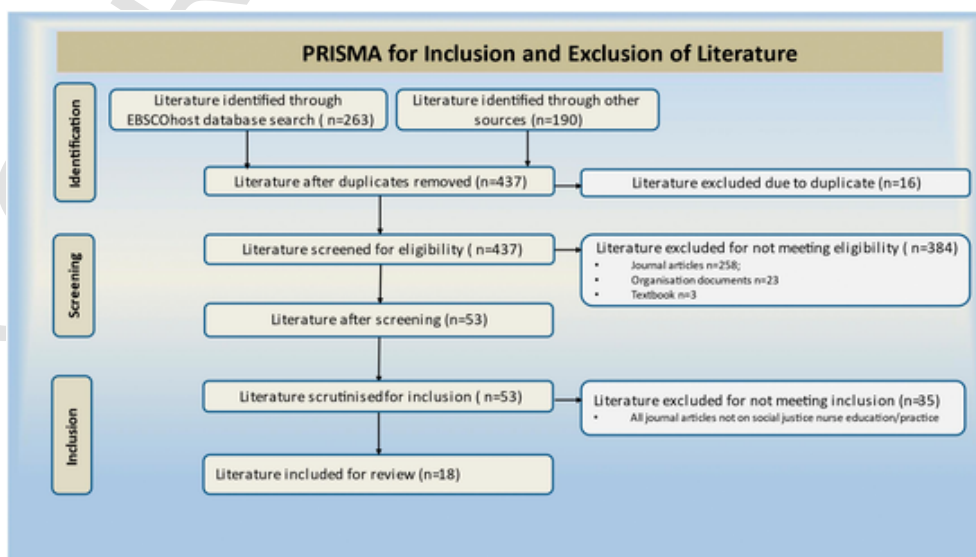 PRISMA for Inclusion and Exclusion of Literature
Identification
Literature identified through
EBSCOhost database search ( n=263)
Literature identified through other
sources (n=190)
Literature after duplicates removed (n=437)
Literature excluded due to duplicate (n=16)
Screening
Literature screened for eligibility ( n=437)
Literature excluded for not meeting eligibility ( n=384)
• Journal articles n=258;
• Organisation documents n=23
• Textbook n=3
Literature after screening (n=53)
Inclusion
Literature scrutinisedfor inclusion ( n=53)
Literature excluded for not meeting inclusion (n=35)
• All journal articles not on social justice nurse education/practice
Literature included for review (n=18)